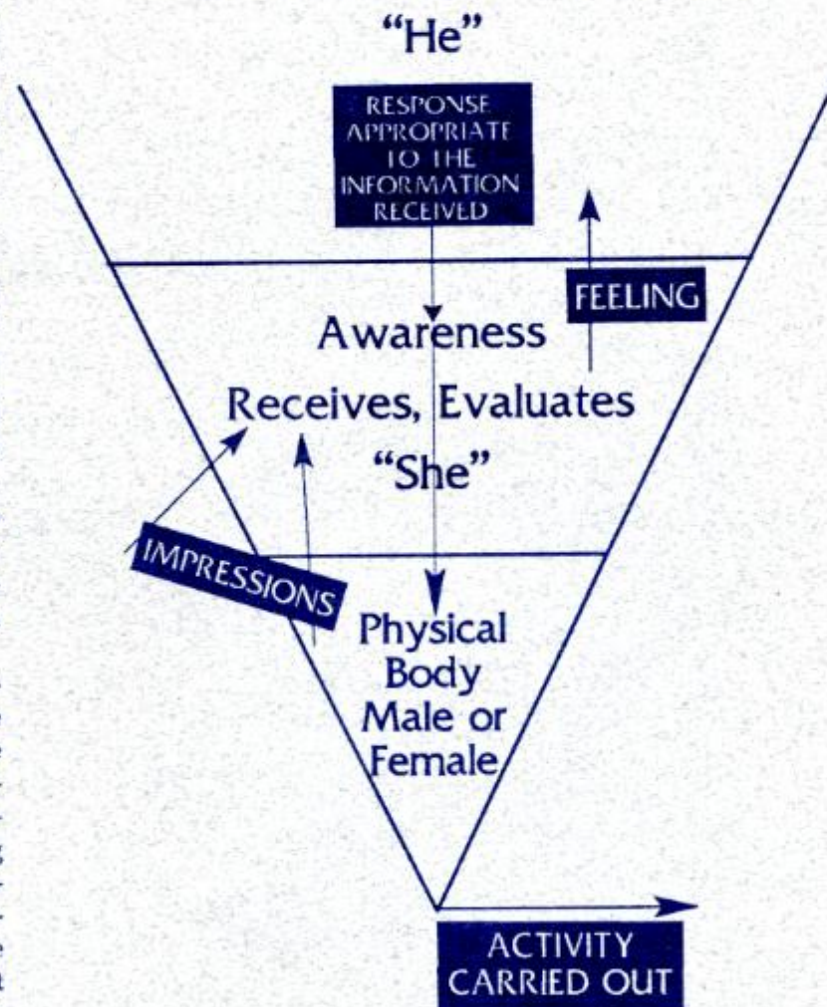 “He”
RESPONSE
APPROPRIATE
TO THE
INFORMATION
RECEIVED
FEELING
Awareness
Receives, Evaluates
“She”
IMPRESSIONS
Physical
Body
Male or
Female
ACTIVITY
CARRIED OUT